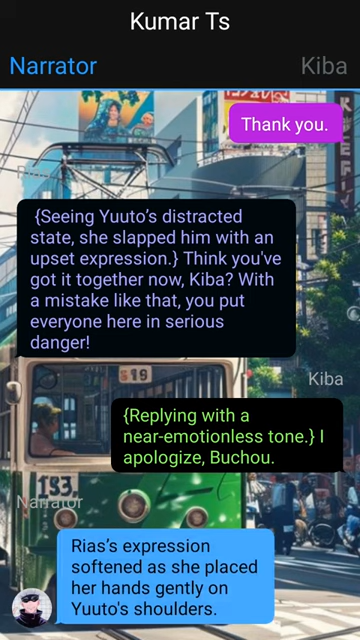 Kumar Ts
Narrator
Kiba
Thank you.
{Seeing Yuuto’s distracted
state, she slapped him with an
upset expression.} Think you've
got it together now, Kiba? With
a mistake like that, you put
everyone here in serious
danger!
Kiba
{Replying with a
near-emotionless tone.} I
apologize, Buchou.
Narrator
Rias’s expression
softened as she placed
her hands gently on
Yuuto's shoulders.
519
193